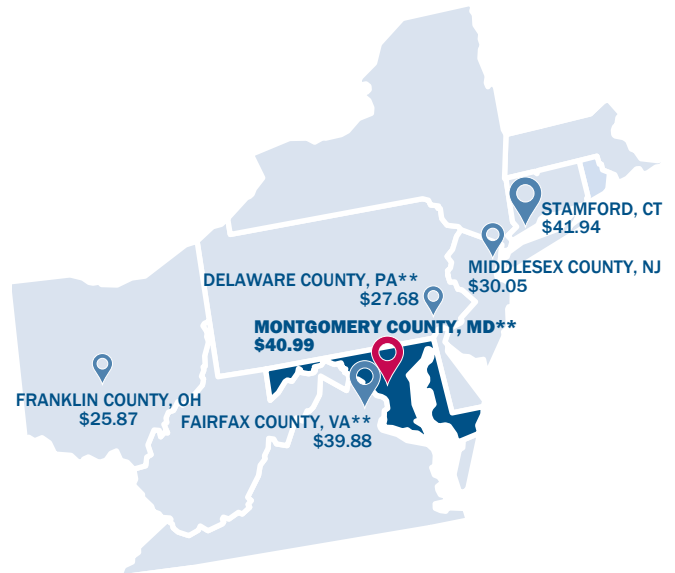 STAMFORD, CT
$41.94
MIDDLESEX COUNTY, NJ
$30.05
DELAWARE COUNTY, PA**
$27.68
MONTGOMERY COUNTY, MD**
$40.99
FRANKLIN COUNTY, OH
$25.87
FAIRFAX COUNTY, VA**
$39.88